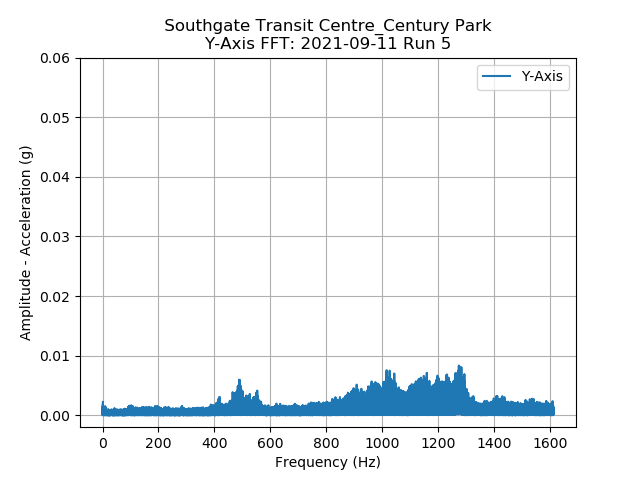 Southgate Transit Centre_Century Park
Y-Axis FFT: 2021-09-11 Run 5
Y-Axis
0.06
0.05
0.04
0.03
0.02
0.01
0.00
Amplitude - Acceleration (g)
0 200 400 600 800 1000 1200 1400 1600
Frequency (Hz)